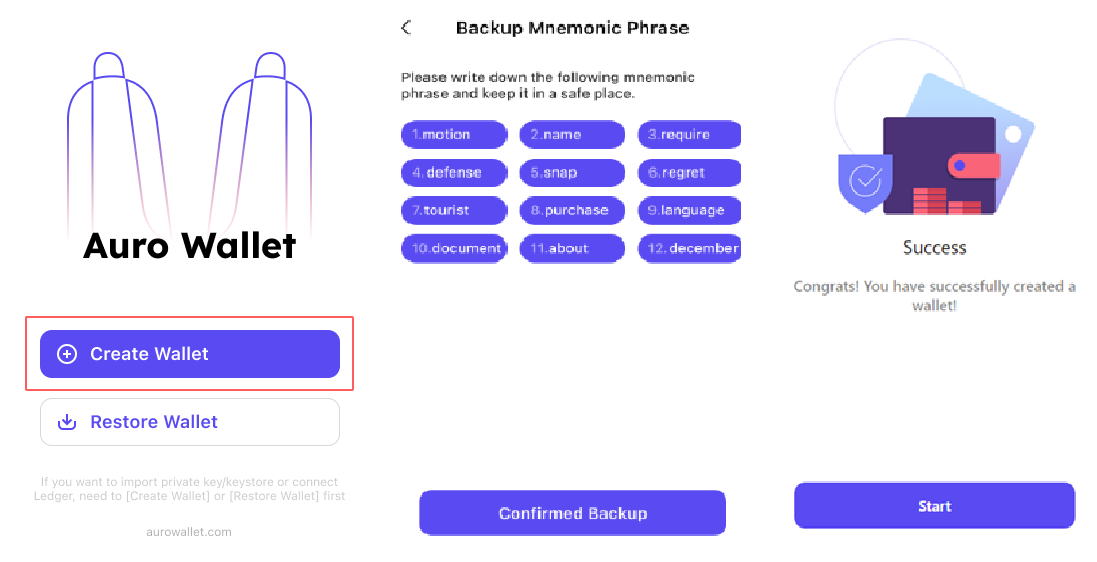 Auro Wallet
Create Wallet
Restore Wallet
If you want to import private key/keystore or connect
Ledger, need to [Create Wallet] or [Restore Wallet] first
aurowallet.com
Backup Mnemonic Phrase
Please write down the following mnemonic
phrase and keep it in a safe place.
1.motion 2.name 3.require
4.defense 5.snap 6.regret
7.tourist 8.purchase 9.language
10.document 11.about 12.december
Confirmed Backup
Success
Congrats! You have successfully created a
wallet!
Start